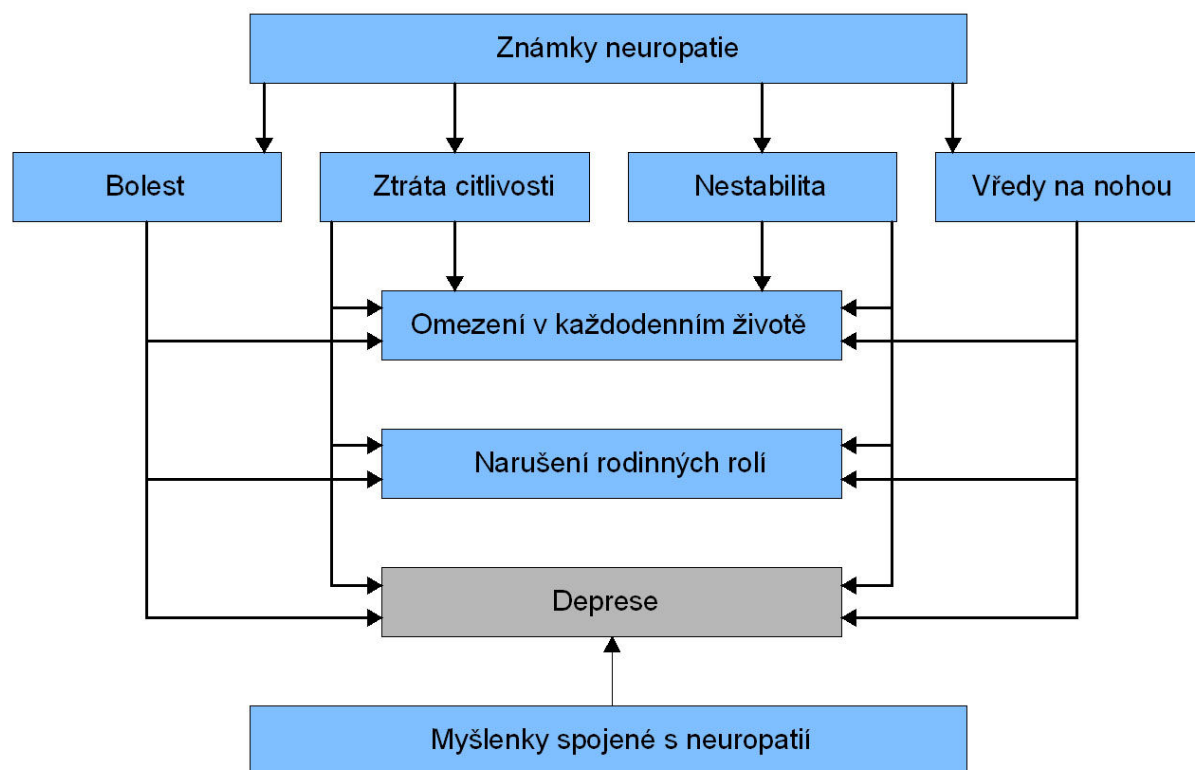 Známky neuropatie
Bolest
Ztráta citlivosti
Nestabilita
Vředy na nohou
Omezení v každodenním životě
Narušení rodinných rolí
Deprese
Myšlenky spojené s neuropatií